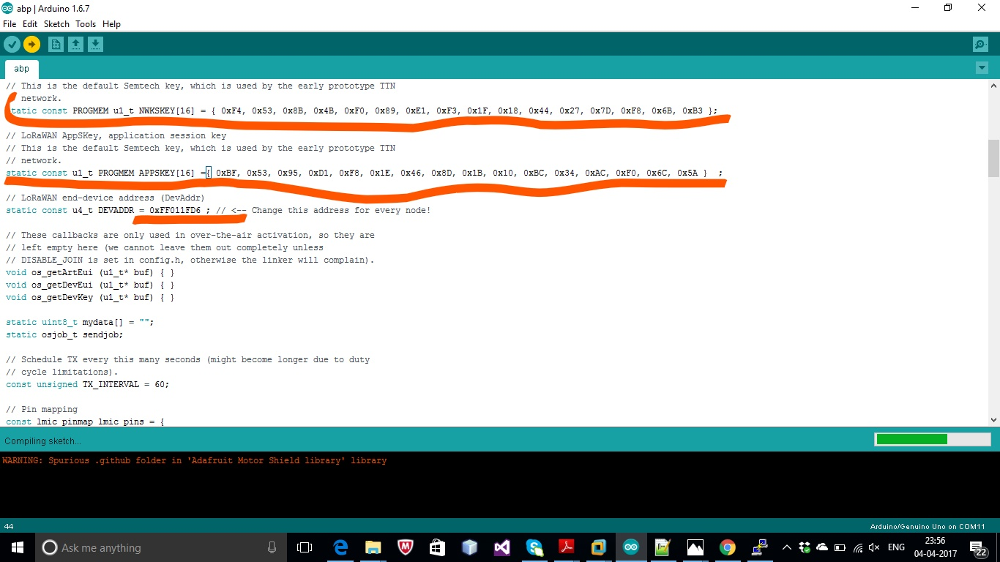 abp | Arduino 1.6.7
File Edit Sketch Tools Help
abp
// This is the default Semtech key, which is used by the early prototype TTN
network.
tatic const PROGMEM u1_t NWKSKEY[16] = { 0xF4, 0x53, 0x8B, 0x4B, 0xF0, 0x89, 0xE1, 0xF3, 0x1F, 0x18, 0x44, 0x27, 0x7D, 0xF8, 0x6B, 0xB3 };
// LoRaWAN AppSKey, application session key
// This is the default Semtech key, which is used by the early prototype TTN
// network.
static const u1_t PROGMEM APPSKEY[16] ={ 0xBF, 0x53, 0x95, 0xD1, 0xF8, 0x1E, 0x46, 0x8D, 0x1B, 0x10, 0xBC, 0x34, 0xAC, 0xF0, 0x6C, 0x5A } ;
// LoRaWAN end-device address (DevAddr)
static const u4_t DEVADDR = 0xFF011FD6 ; // <-- Change this address for every node!
// These callbacks are only used in over-the-air activation, so they are
// left empty here (we cannot leave them out completely unless
// DISABLE_JOIN is set in config.h, otherwise the linker will complain).
void os_getArtEui (u1_t* buf) { }
void os_getDevEui (u1_t* buf) { }
void os_getDevKey (u1_t* buf) { }
static uint8_t mydata[] = "";
static osjob_t sendjob;
// Schedule TX every this many seconds (might become longer due to duty
// cycle limitations).
const unsigned TX_INTERVAL = 60;
// Pin mapping
const lmic_pinmap lmic_pins = {
Compiling sketch...
WARNING: Spurious .github folder in 'Adafruit Motor Shield library' library
44
Arduino/Genuino Uno on COM11
Ask me anything
ENG
23:56
04-04-2017
22